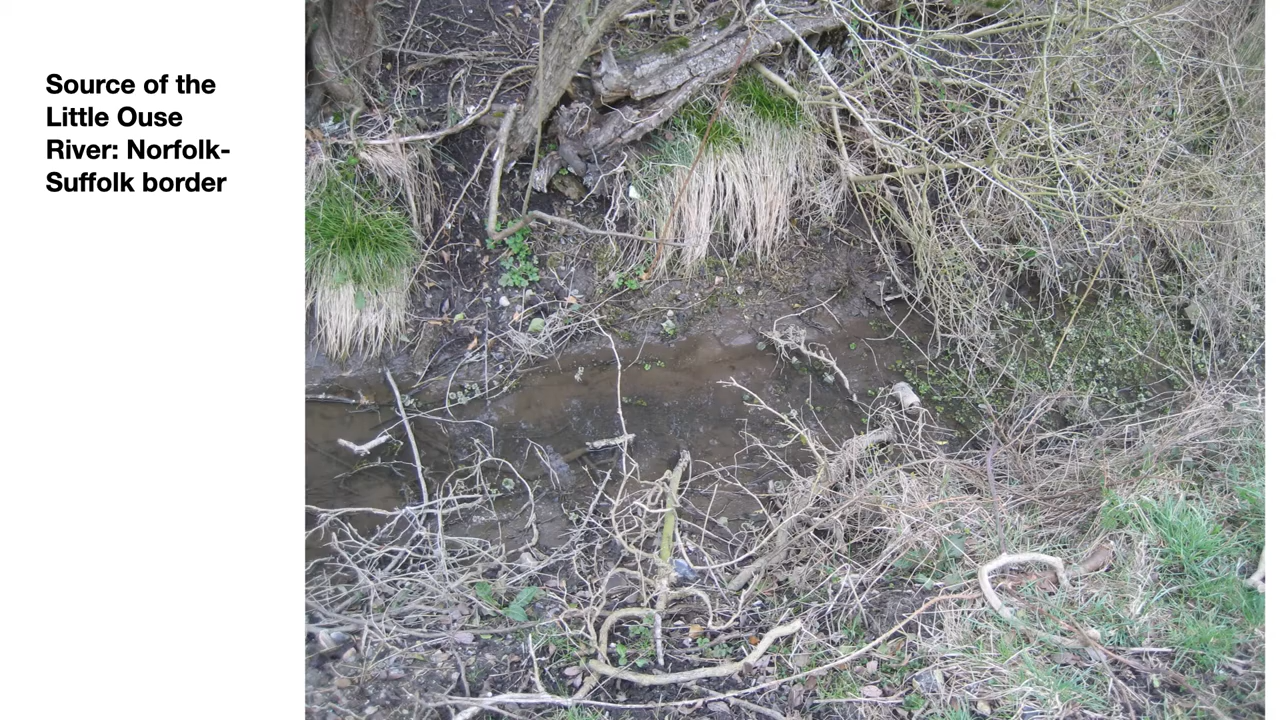 Source of the
Little Ouse
River: Norfolk-
Suffolk border